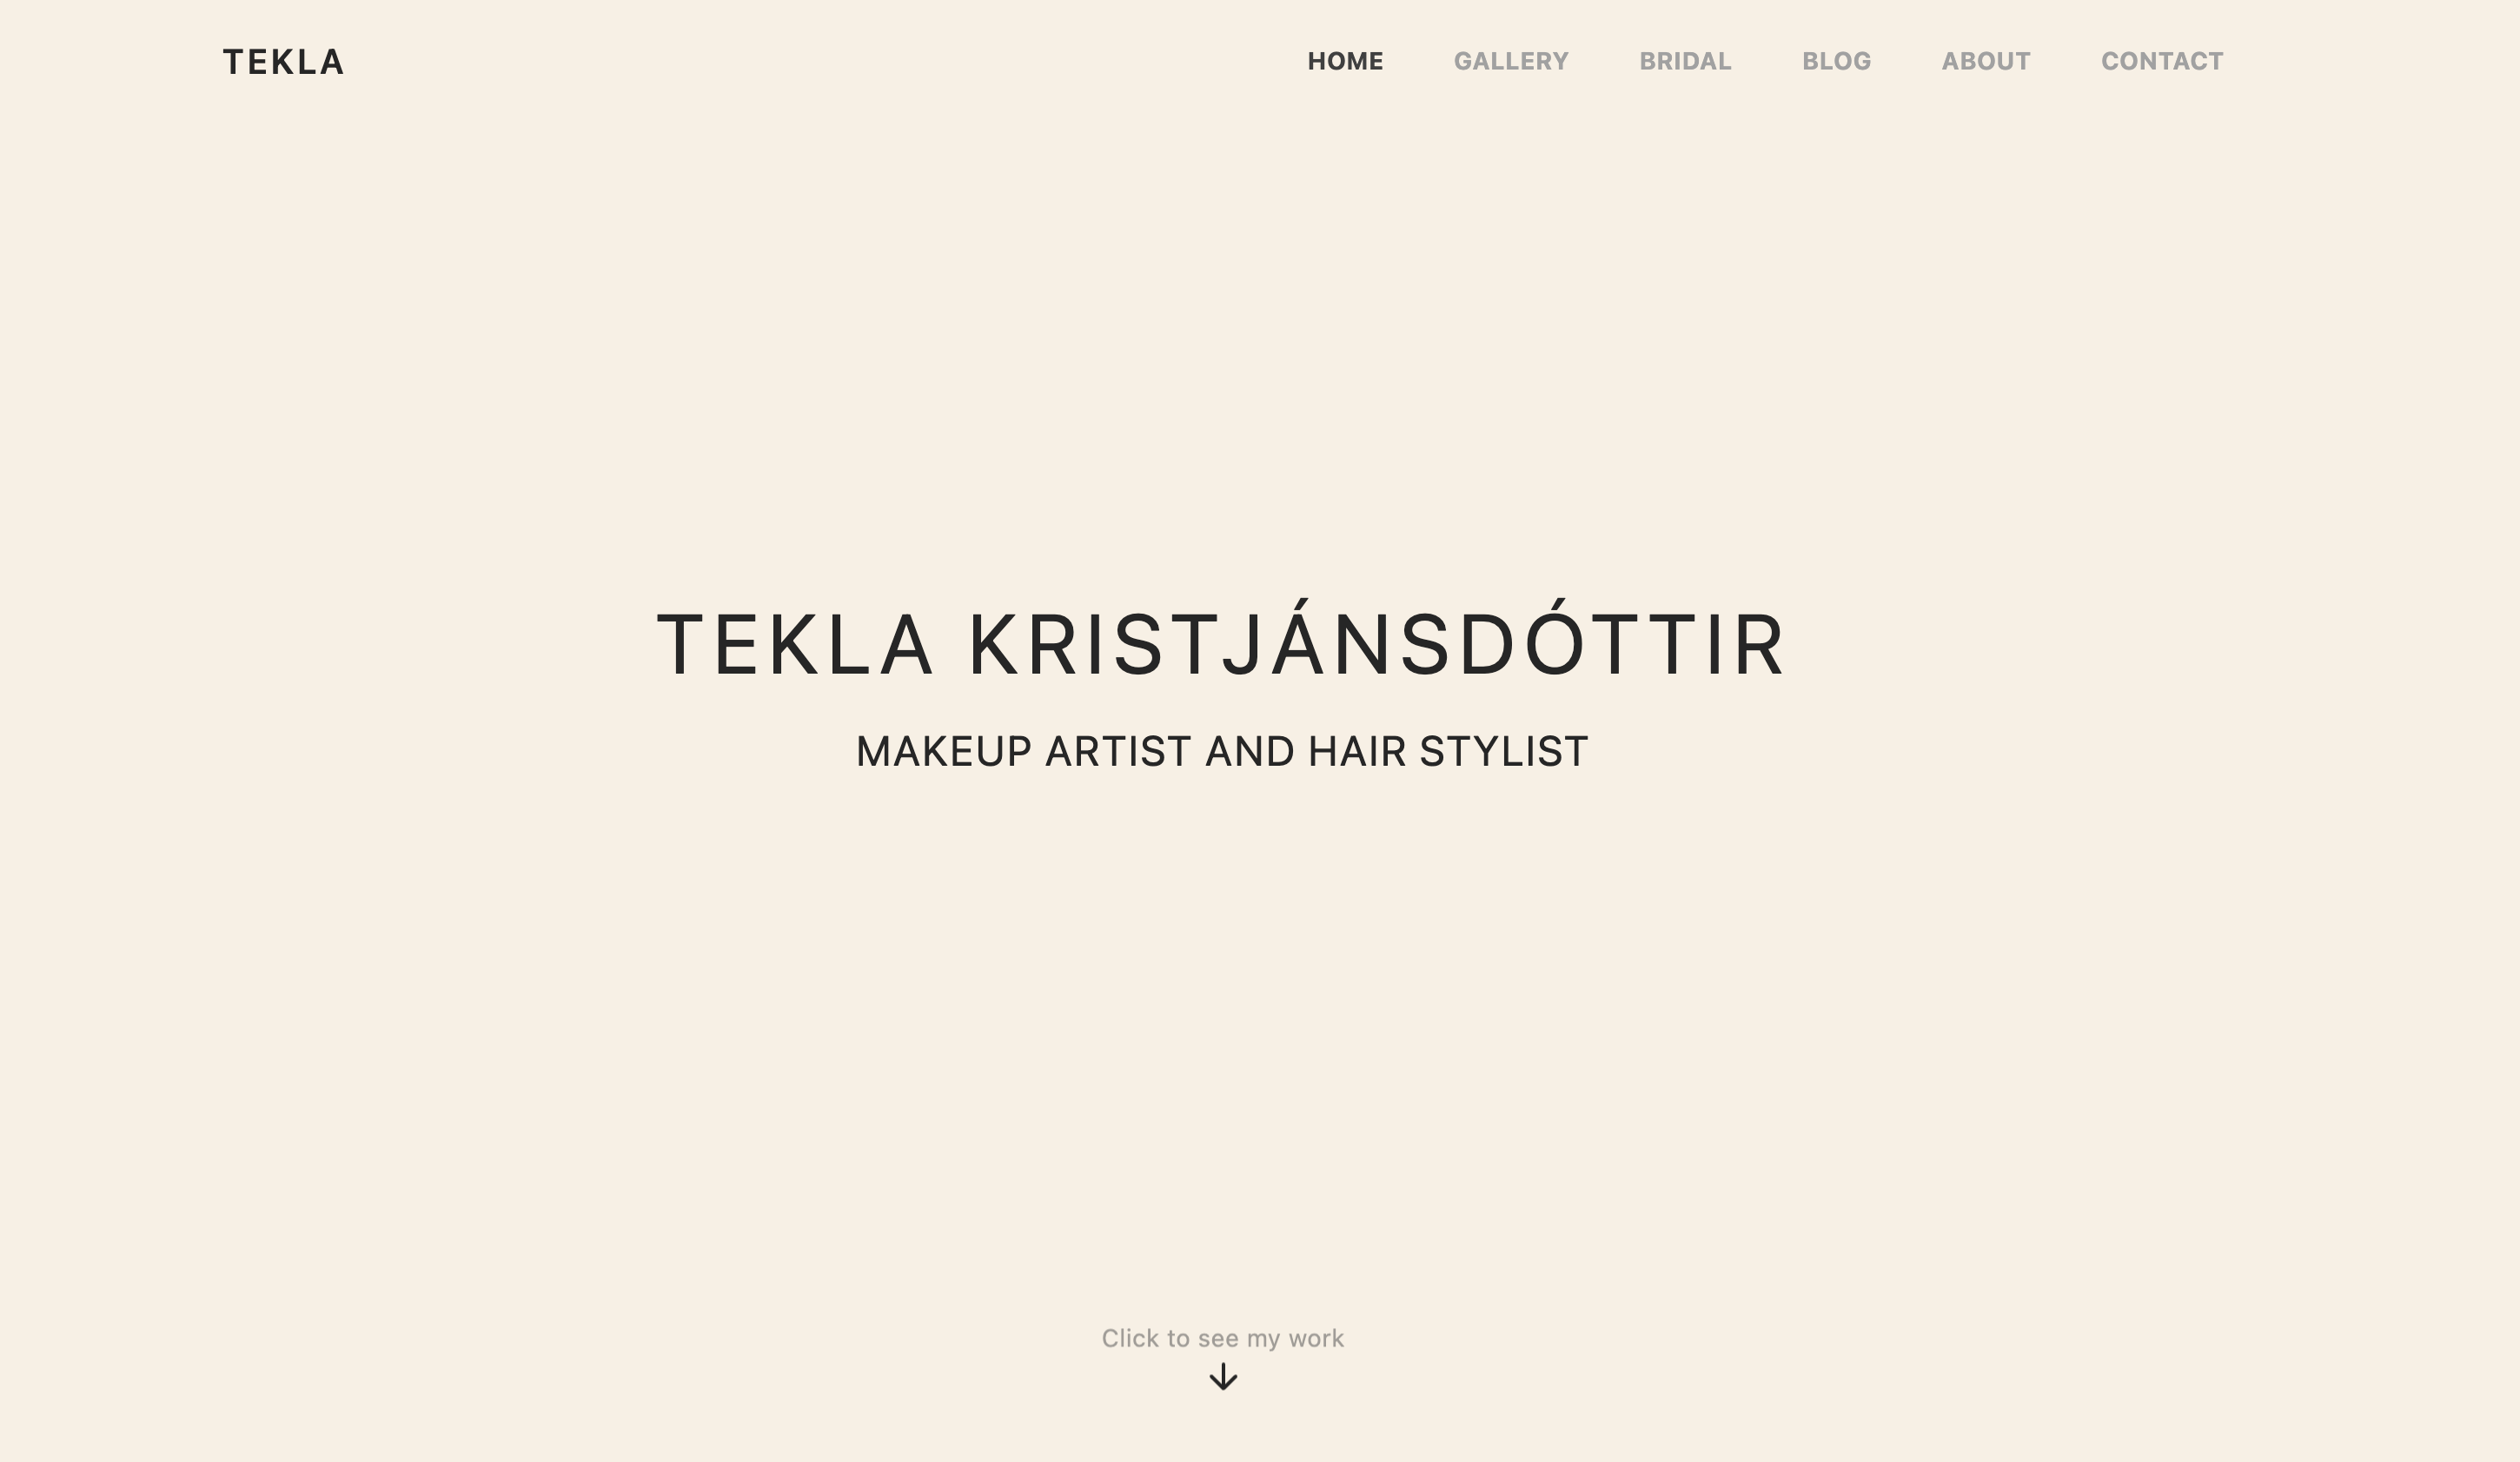 TEKLA
HOME GALLERY BRIDAL BLOG ABOUT CONTACT
TEKLA KRISTJÁNSDÓTTIR
MAKEUP ARTIST AND HAIR STYLIST
Click to see my work